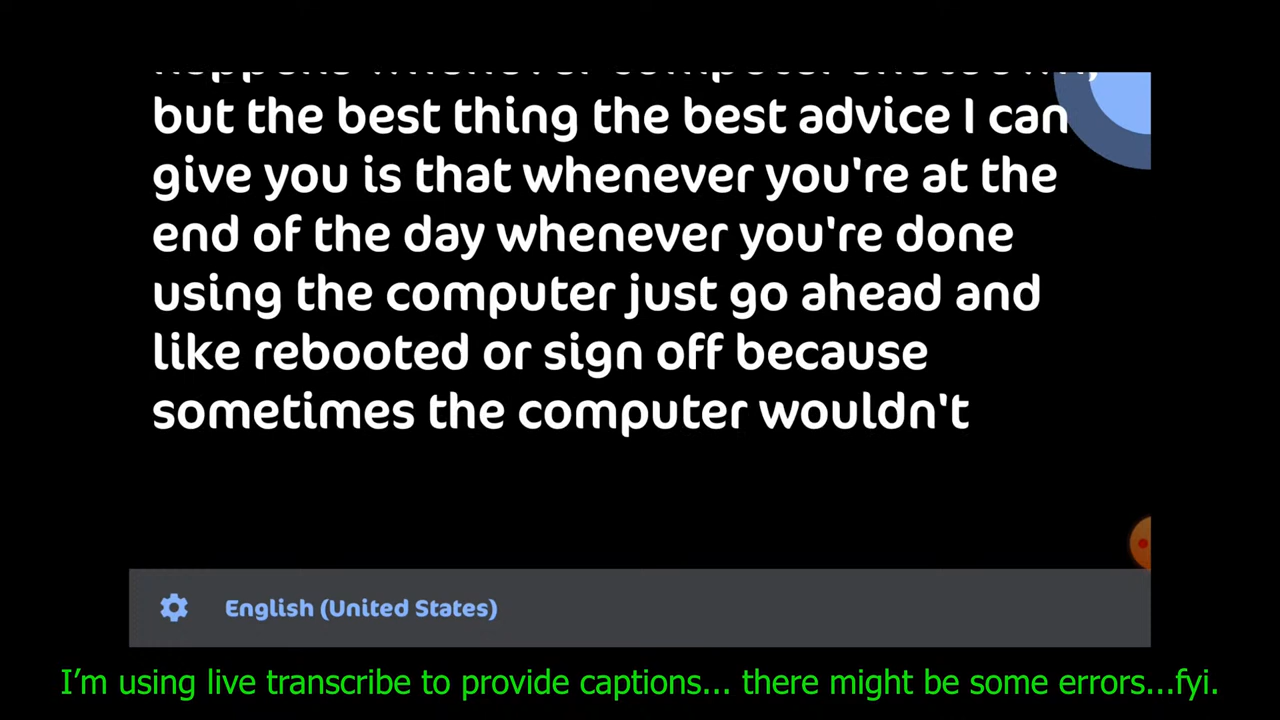 but the best thing the best advice I can
give you is that whenever you're at the
end of the day whenever you're done
using the computer just go ahead and
like rebooted or sign off because
sometimes the computer wouldn't
English (United States)
I'm using live transcribe to provide captions... there might be some errors...fyi.